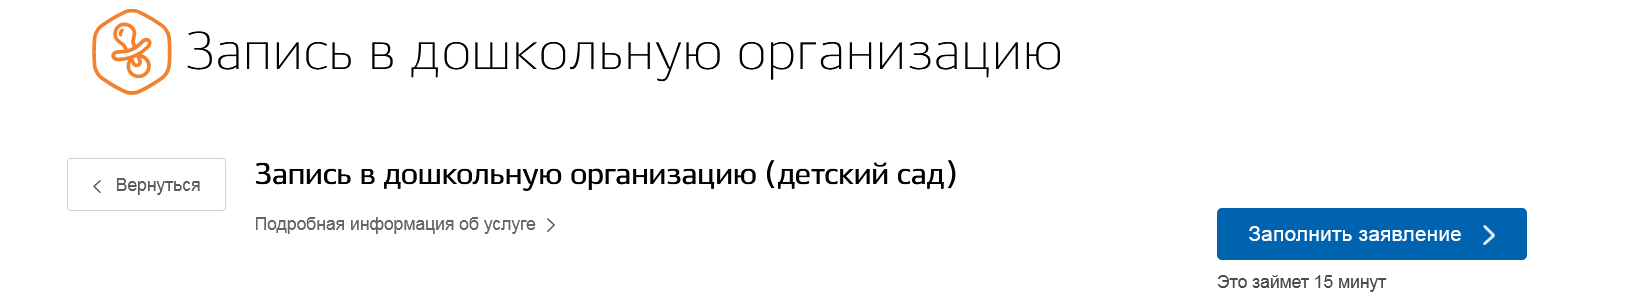 Запись в дошкольную организацию
Вернуться
Запись в дошкольную организацию (детский сад)
Подробная информация об услуге
Заполнить заявление
Это займет 15 минут